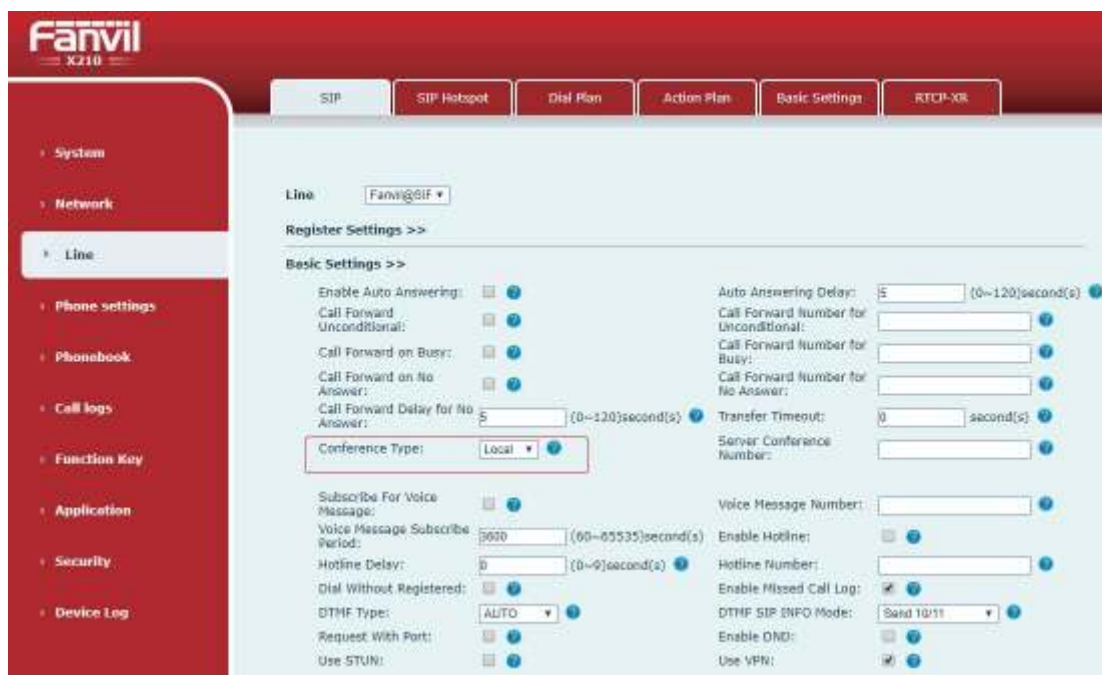 Fanvil
X210
SIP
SIP Hotspot
Dial Plan
Action Plan
Basic Settings
RTCP-XR
System
Network
Line
Phone settings
Phonebook
Call logs
Function Key
Application
Security
Device Log
Line Fanvil@SIF
Register Settings >>
Basic Settings >>
Enable Auto Answering: Auto Answering Delay: 5 (0~120)second(s)
Call Forward Unconditional: Call Forward Number for Unconditional:
Call Forward on Busy: Call Forward Number for Busy:
Call Forward on No Answer: Call Forward Number for No Answer:
Call Forward Delay for No Answer: 5 (0~120)second(s) Transfer Timeout: 0 second(s)
Conference Type: Local Server Conference Number:
Subscribe For Voice Message: Voice Message Number:
Voice Message Subscribe Period: 3600 (60~65535)second(s) Enable Hotline:
Hotline Delay: 0 (0~9)second(s) Hotline Number:
Dial Without Registered: Enable Missed Call Log:
DTMF Type: AUTO DTMF SIP INFO Mode: Send 10/11
Request With Port: Enable DND:
Use STUN: Use VPN: